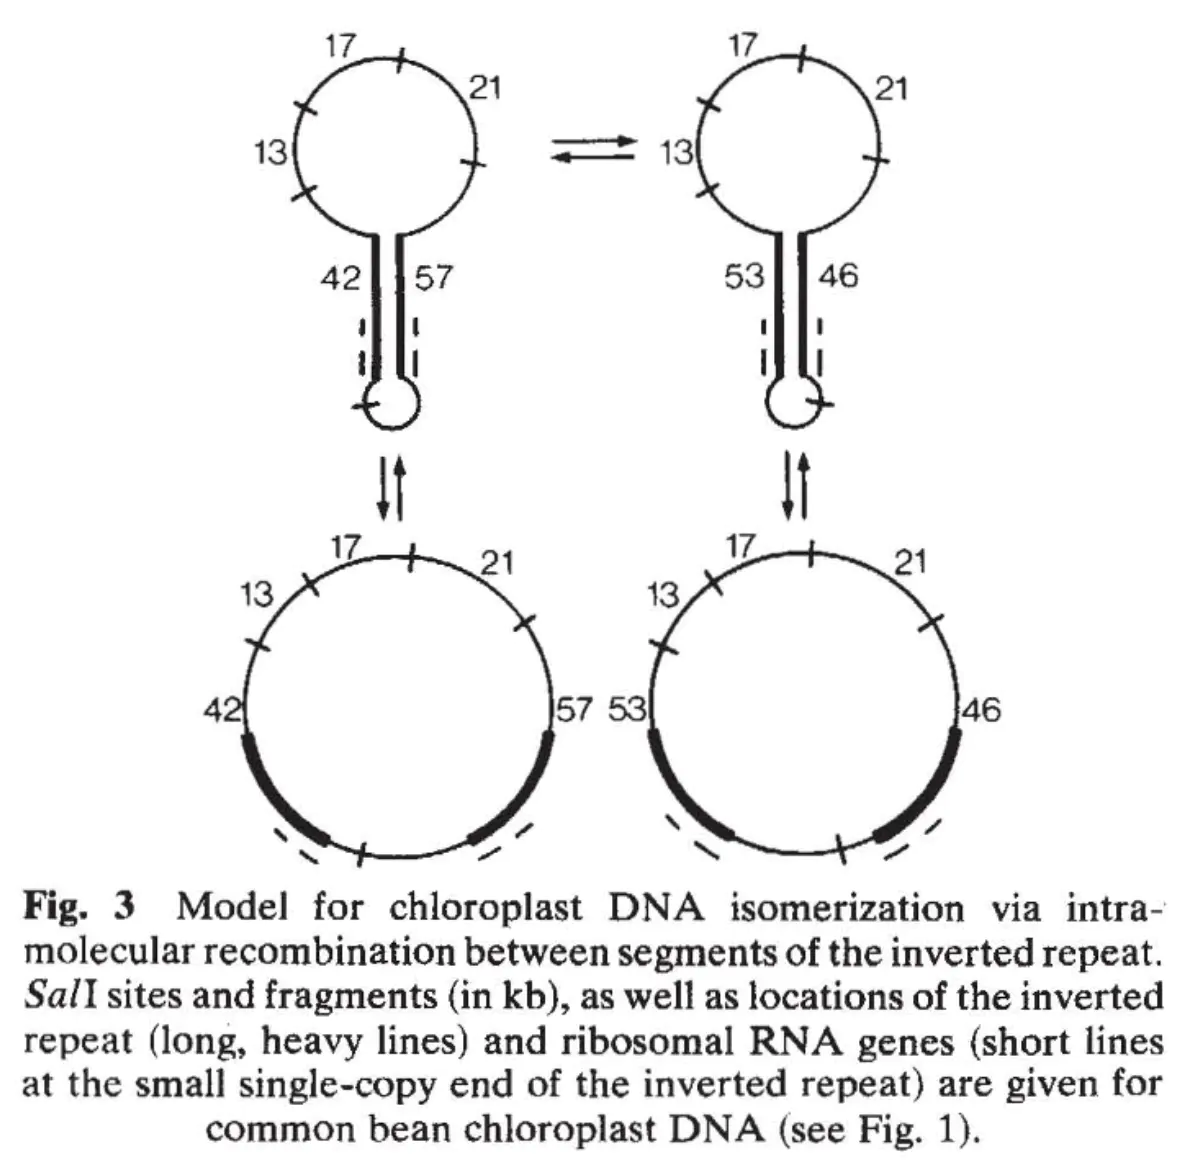 17 17
21 21
13 13
42 57 53 46
17 17
21 21
13 13
42 57 53 46
Fig. 3 Model for chloroplast DNA isomerization via intra-
molecular recombination between segments of the inverted repeat.
SalI sites and fragments (in kb), as well as locations of the inverted
repeat (long, heavy lines) and ribosomal RNA genes (short lines
at the small single-copy end of the inverted repeat) are given for
common bean chloroplast DNA (see Fig. 1).